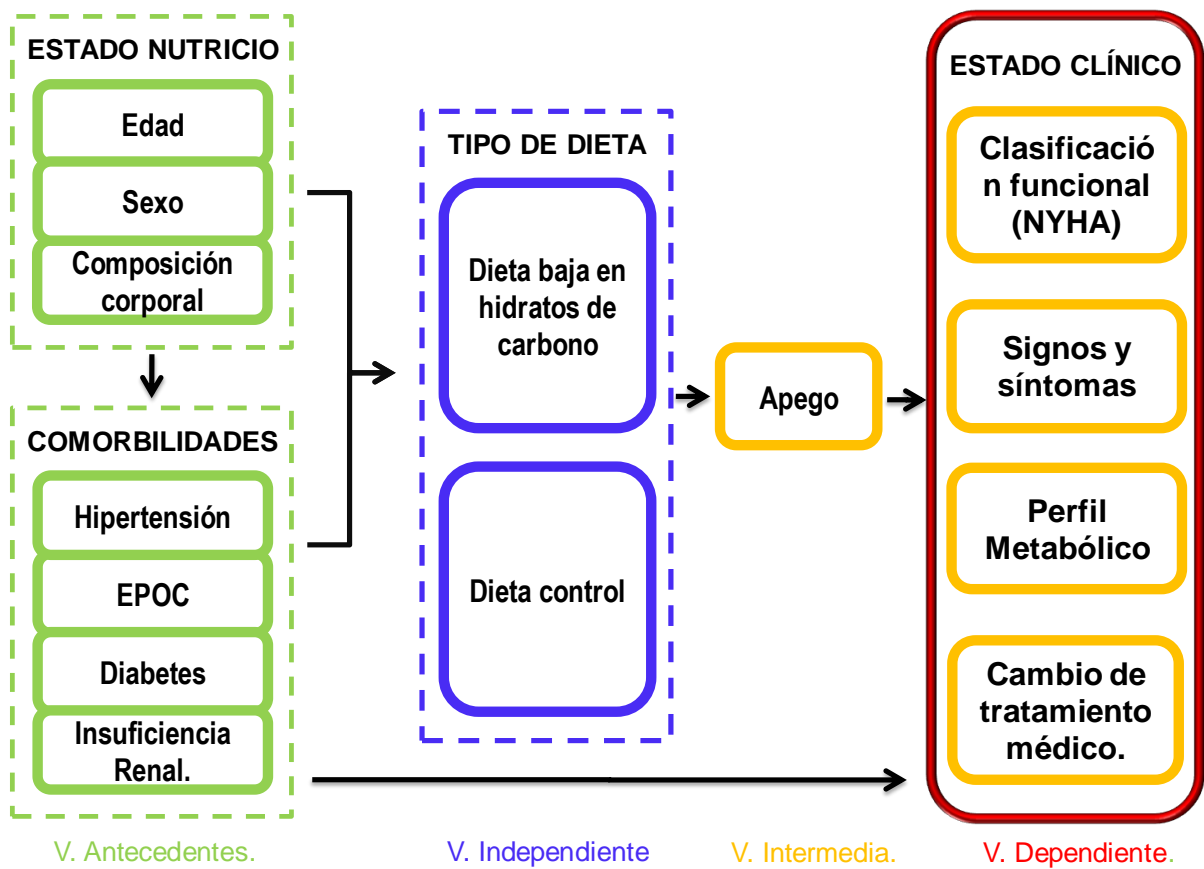 ESTADO NUTRICIO
Edad
Sexo
Composición
corporal
COMORBILIDADES
Hipertensión
EPOC
Diabetes
Insuficiencia
Renal.
TIPO DE DIETA
Dieta baja en
hidratos de
carbono
Dieta control
Apego
ESTADO CLÍNICO
Clasificació
n funcional
(NYHA)
Signos y
síntomas
Perfil
Metabólico
Cambio de
tratamiento
médico.
V. Antecedentes.
V. Independiente
V. Intermedia.
V. Dependiente.